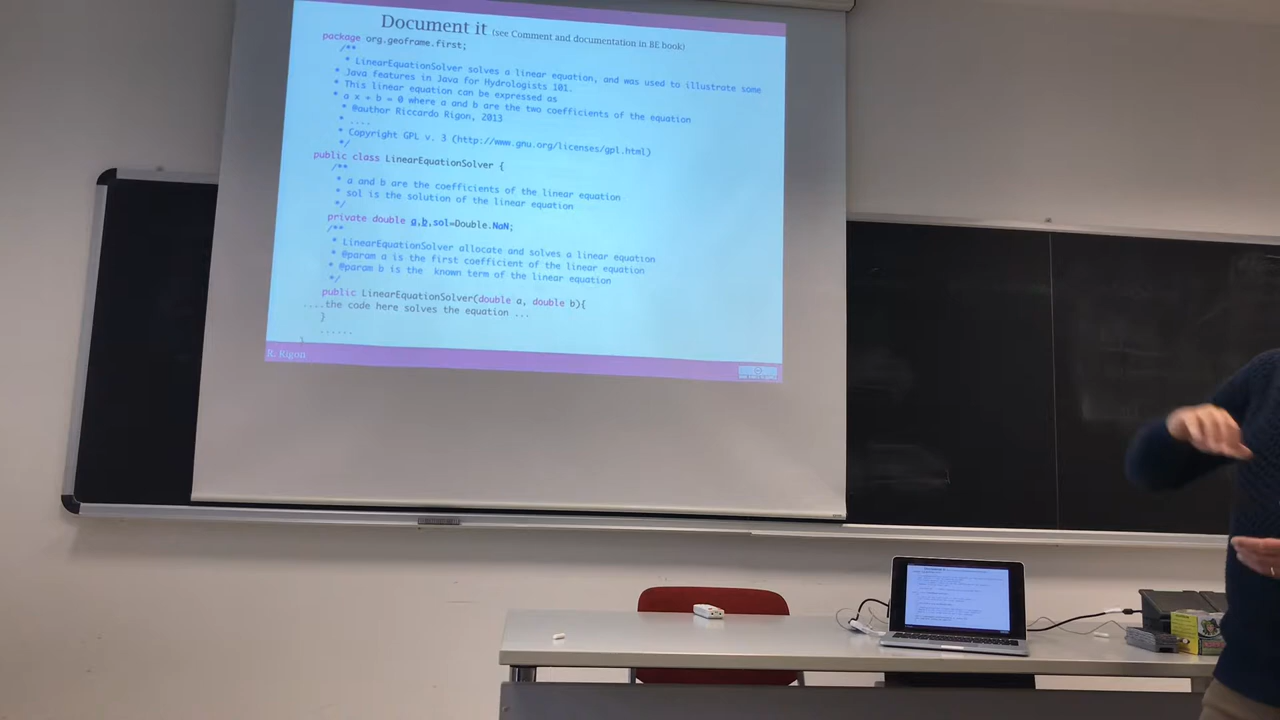 Document it (see Comment and documentation in BE book)
package org.geoframe.first;
/**
* LinearEquationSolver solves a linear equation, and was used to illustrate some
* Java features in Java for Hydrologists 101.
* This linear equation can be expressed as
* a x + b = 0 where a and b are the two coefficients of the equation
* @author Riccardo Rigon, 2013
* ....
* Copyright GPL v. 3 (http://www.gnu.org/licenses/gpl.html)
*/
public class LinearEquationSolver {
/**
* a and b are the coefficients of the linear equation
* sol is the solution of the linear equation
*/
private double a,b,sol=Double.NaN;
/**
* LinearEquationSolver allocate and solves a linear equation
* @param a is the first coefficient of the linear equation
* @param b is the known term of the linear equation
*/
public LinearEquationSolver(double a, double b){
....the code here solves the equation ...
}
......
}
R. Rigon